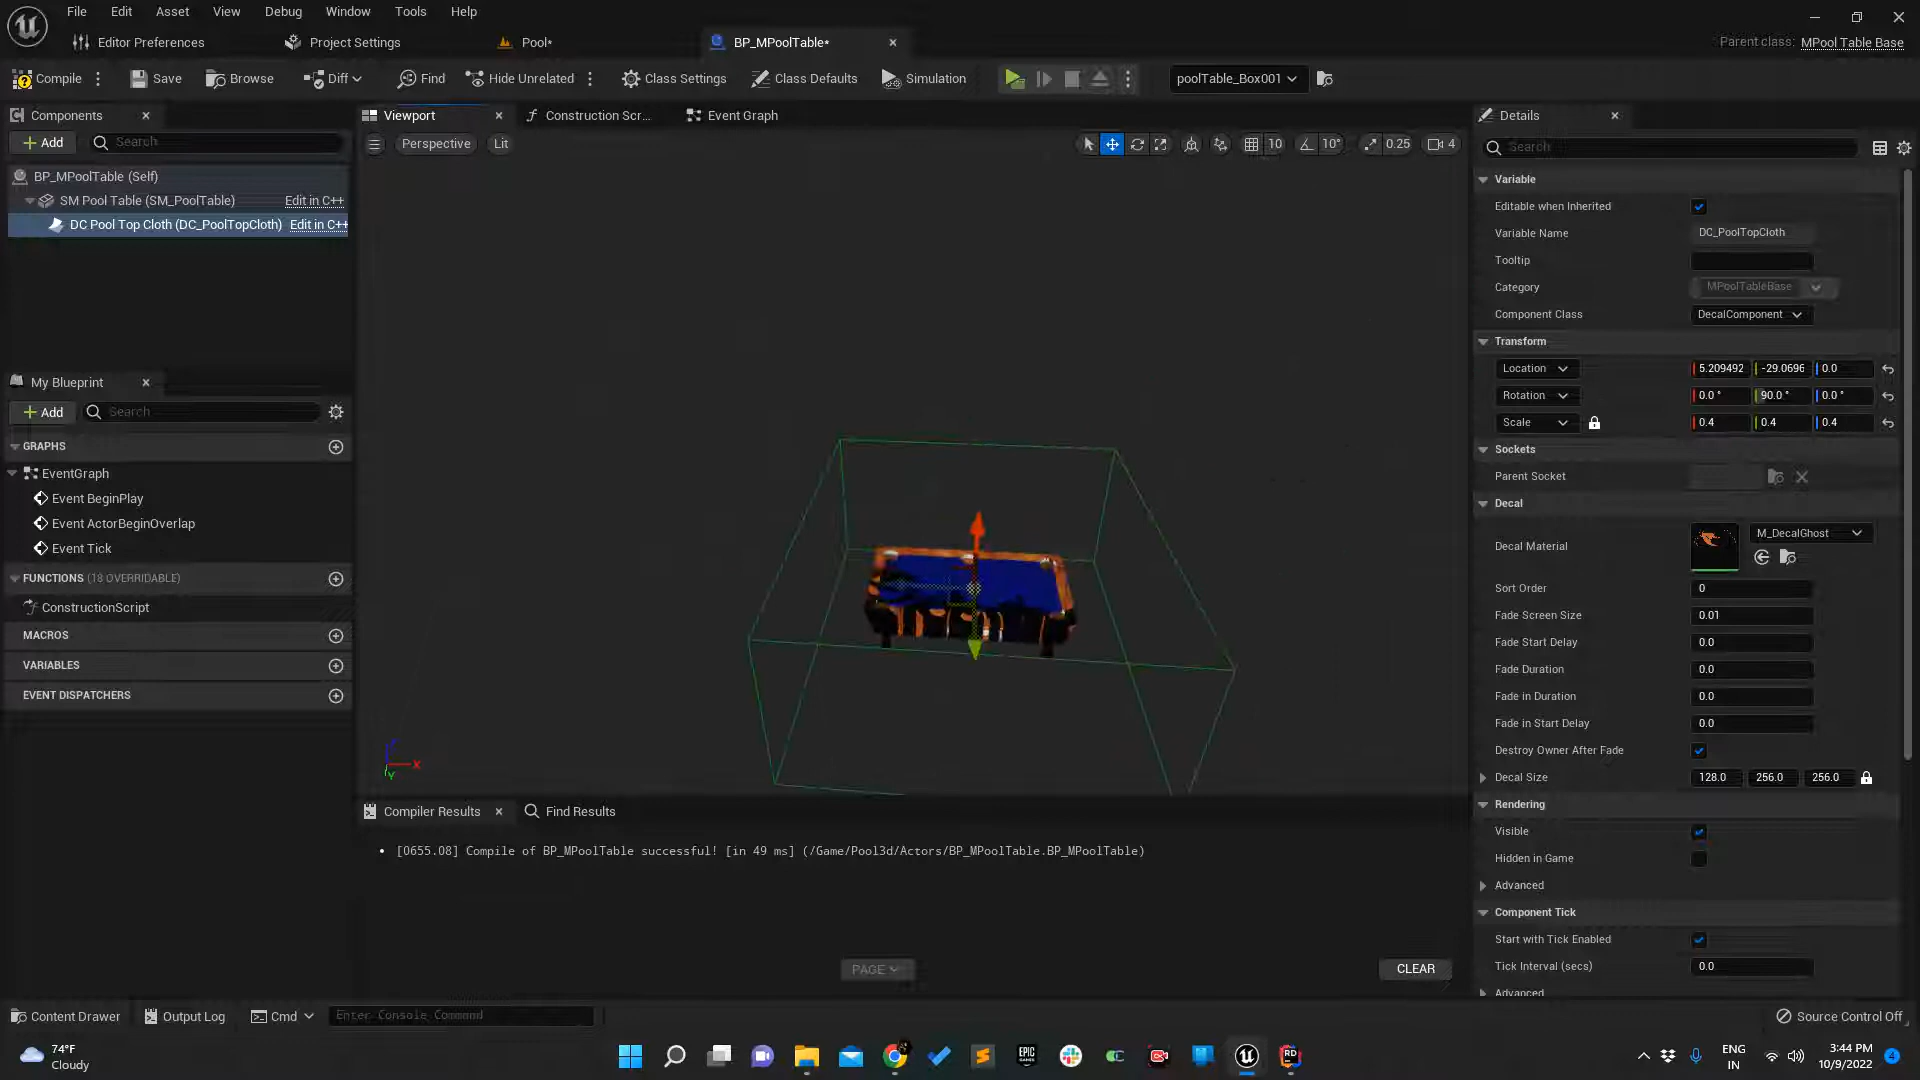 File Edit View Asset Debug Window Tools Help
Editor Preferences
Project Settings
Pool*
BP_MPoolTable*
Parent class: MPool Table Base
Compile
Save
Browse
Diff
Find
Hide Unrelated
Class Settings
Class Defaults
Simulation
poolTable_Box001
Components
Add
Search
BP_MPoolTable (Self)
SM Pool Table (SM_PoolTable) Edit in C++
DC Pool Top Cloth (DC_PoolTopCloth) Edit in C++
My Blueprint
Add
Search
GRAPHS
EventGraph
Event BeginPlay
Event ActorBeginOverlap
Event Tick
FUNCTIONS (18 OVERRIDABLE)
ConstructionScript
MACROS
VARIABLES
EVENT DISPATCHERS
Viewport
Construction Scr...
Event Graph
Perspective
Lit
10
10°
0.25
4
X
Y
Compiler Results
Find Results
[0655.08] Compile of BP_MPoolTable successful! [in 49 ms] (/Game/Pool3d/Actors/BP_MPoolTable.BP_MPoolTable)
PAGE
CLEAR
Details
Search
Variable
Editable when Inherited
Variable Name DC_PoolTopCloth
Tooltip
Category MPoolTableBase
Component Class DecalComponent
Transform
Location 5.209492 -29.0696 0.0
Rotation 0.0 ° 90.0 ° 0.0 °
Scale 0.4 0.4 0.4
Sockets
Parent Socket
Decal
Decal Material M_DecalGhost
Sort Order 0
Fade Screen Size 0.01
Fade Start Delay 0.0
Fade Duration 0.0
Fade in Duration 0.0
Fade in Start Delay 0.0
Destroy Owner After Fade
Decal Size 128.0 256.0 256.0
Rendering
Visible
Hidden in Game
Advanced
Component Tick
Start with Tick Enabled
Tick Interval (secs) 0.0
Advanced
Content Drawer
Output Log
Cmd
Enter Console Command
Source Control Off
74°F
Cloudy
EPIC
GAMES
RD
ENG
IN
3:44 PM
10/9/2022
4